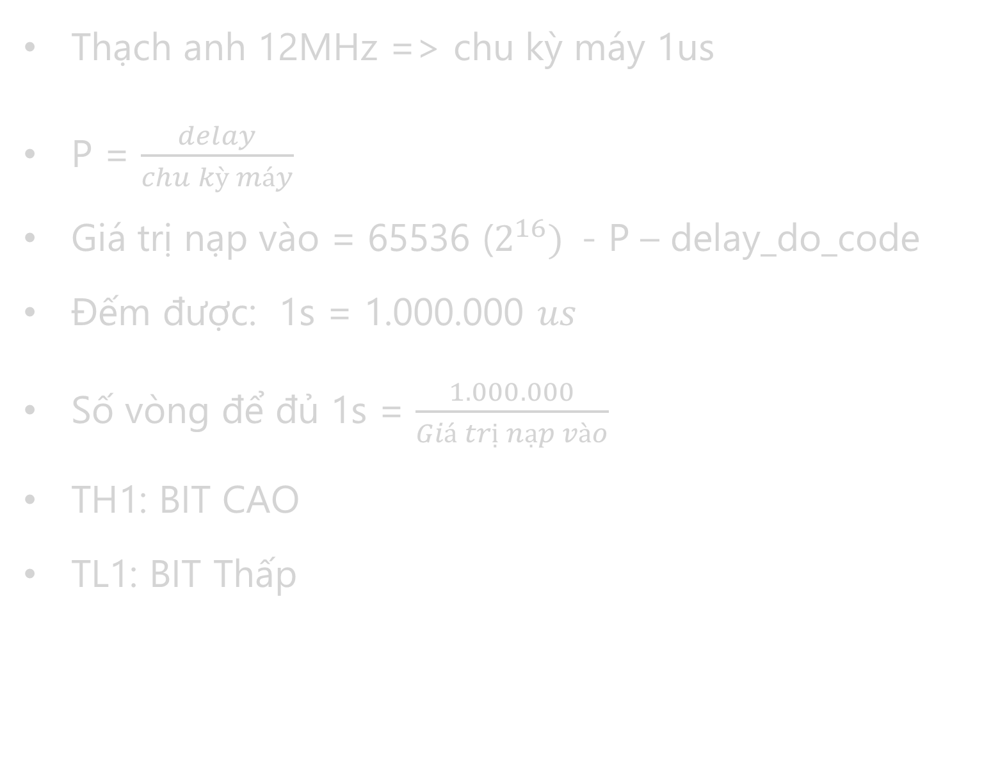 • Thạch anh 12MHz => chu kỳ máy 1us
• P = \frac{delay}{chu kỳ máy}
• Giá trị nạp vào = 65536 (2^{16}) - P – delay_do_code
• Đếm được: 1s = 1.000.000 us
• Số vòng để đủ 1s = \frac{1.000.000}{Giá trị nạp vào}
• TH1: BIT CAO
• TL1: BIT Thấp